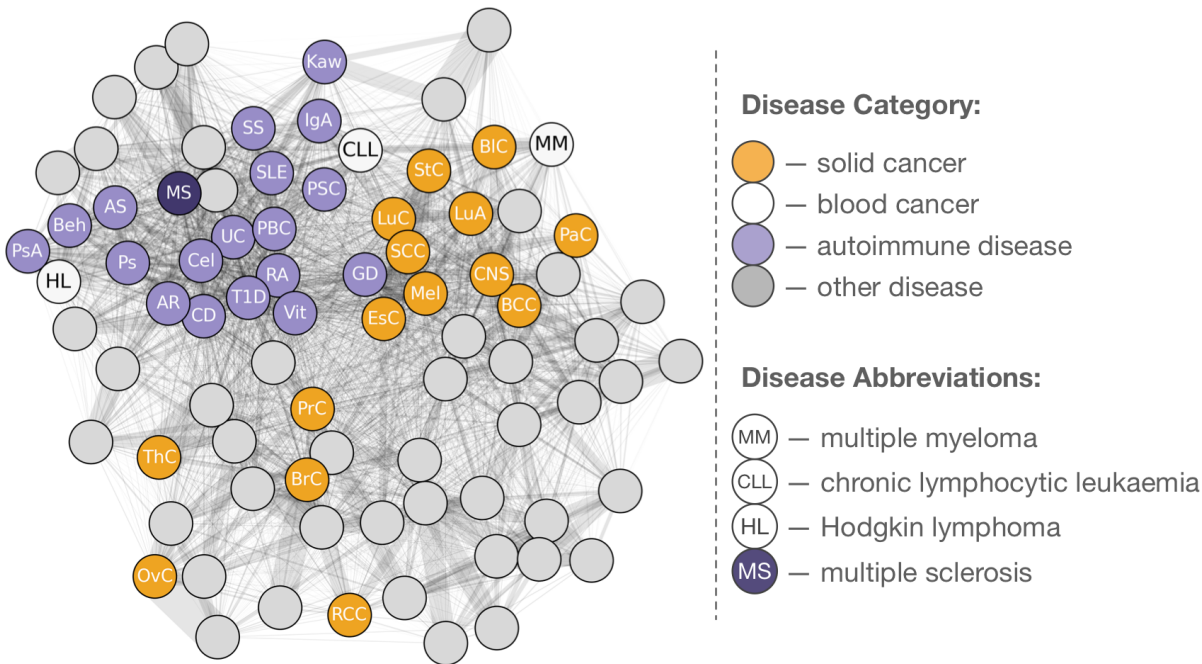 Kaw
IgA
SS
CLL
BlC
MM
StC
SLE
PSC
MS
AS
LuC
LuA
Beh
UC
PBC
PaC
PsA
SCC
Ps
Cel
HL
RA
GD
CNS
T1D
Mel
AR
CD
Vit
EsC
BCC
PrC
ThC
BrC
OvC
RCC
Disease Category:
— solid cancer
— blood cancer
— autoimmune disease
— other disease
Disease Abbreviations:
MM — multiple myeloma
CLL — chronic lymphocytic leukaemia
HL — Hodgkin lymphoma
MS — multiple sclerosis